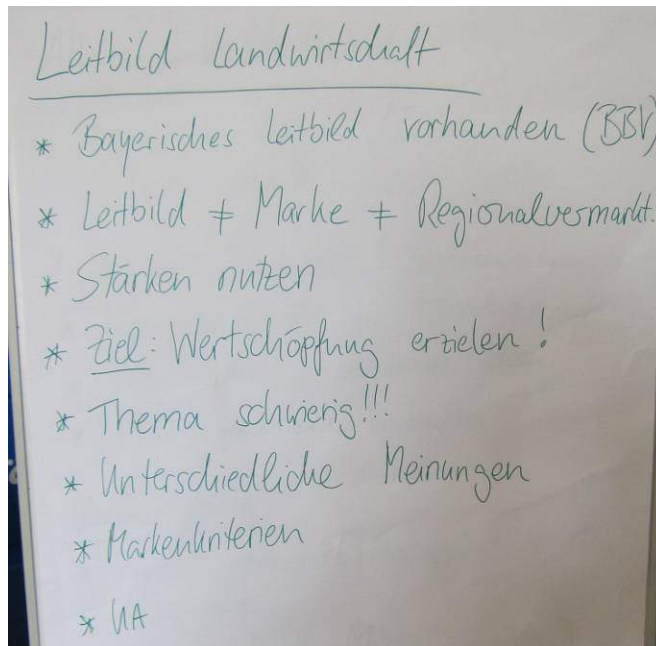 Leitbild Landwirtschaft
* Bayerisches Leitbild vorhanden (BBV)
* Leitbild ≠ Marke ≠ Regionalvermarkt.
* Stärken nutzen
* Ziel: Wertschöpfung erzielen!
* Thema schwierig!!!
* Unterschiedliche Meinungen
* Markenkriterien
* UA